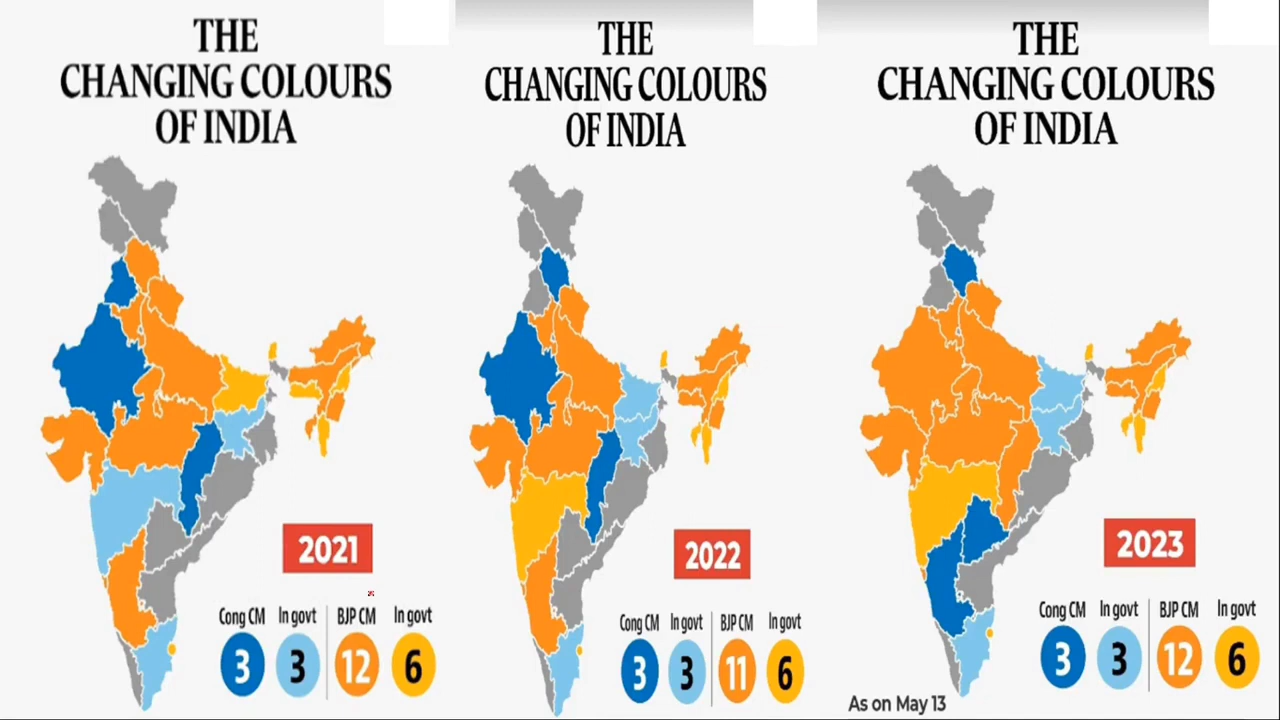 THE
CHANGING COLOURS
OF INDIA
2021
Cong CM In govt BJP CM In govt
3 3 12 6
THE
CHANGING COLOURS
OF INDIA
2022
Cong CM In govt BJP CM In govt
3 3 11 6
THE
CHANGING COLOURS
OF INDIA
2023
Cong CM In govt BJP CM In govt
3 3 12 6
As on May 13